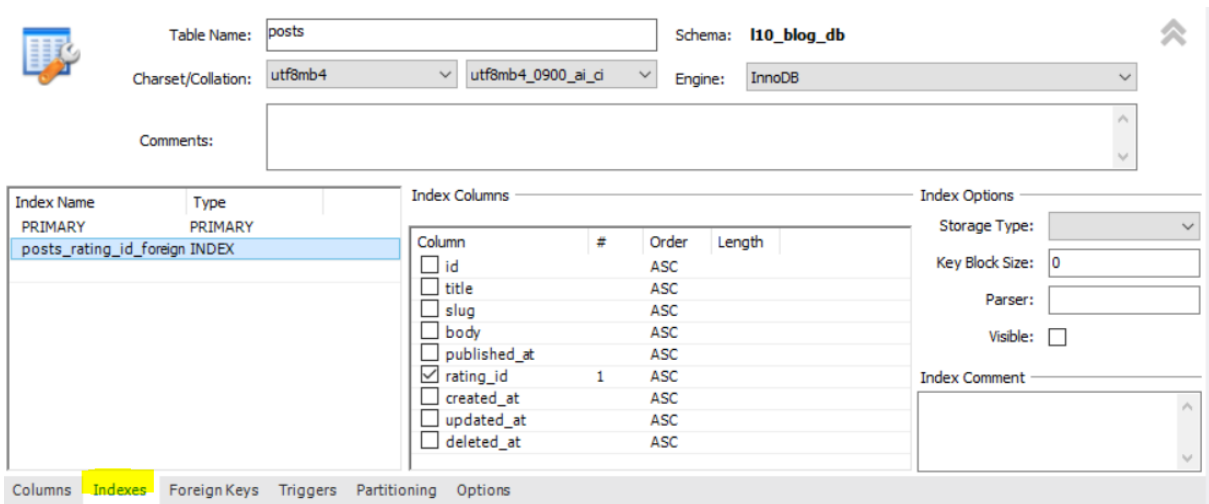 Table Name: posts Schema: l10_blog_db
Charset/Collation: utf8mb4 utf8mb4_0900_ai_ci Engine: InnoDB
Comments:
Index Name Type
PRIMARY PRIMARY
posts_rating_id_foreign INDEX
Index Columns
Column # Order Length
id ASC
title ASC
slug ASC
body ASC
published_at ASC
rating_id 1 ASC
created_at ASC
updated_at ASC
deleted_at ASC
Index Options
Storage Type:
Key Block Size: 0
Parser:
Visible:
Index Comment
Columns Indexes Foreign Keys Triggers Partitioning Options